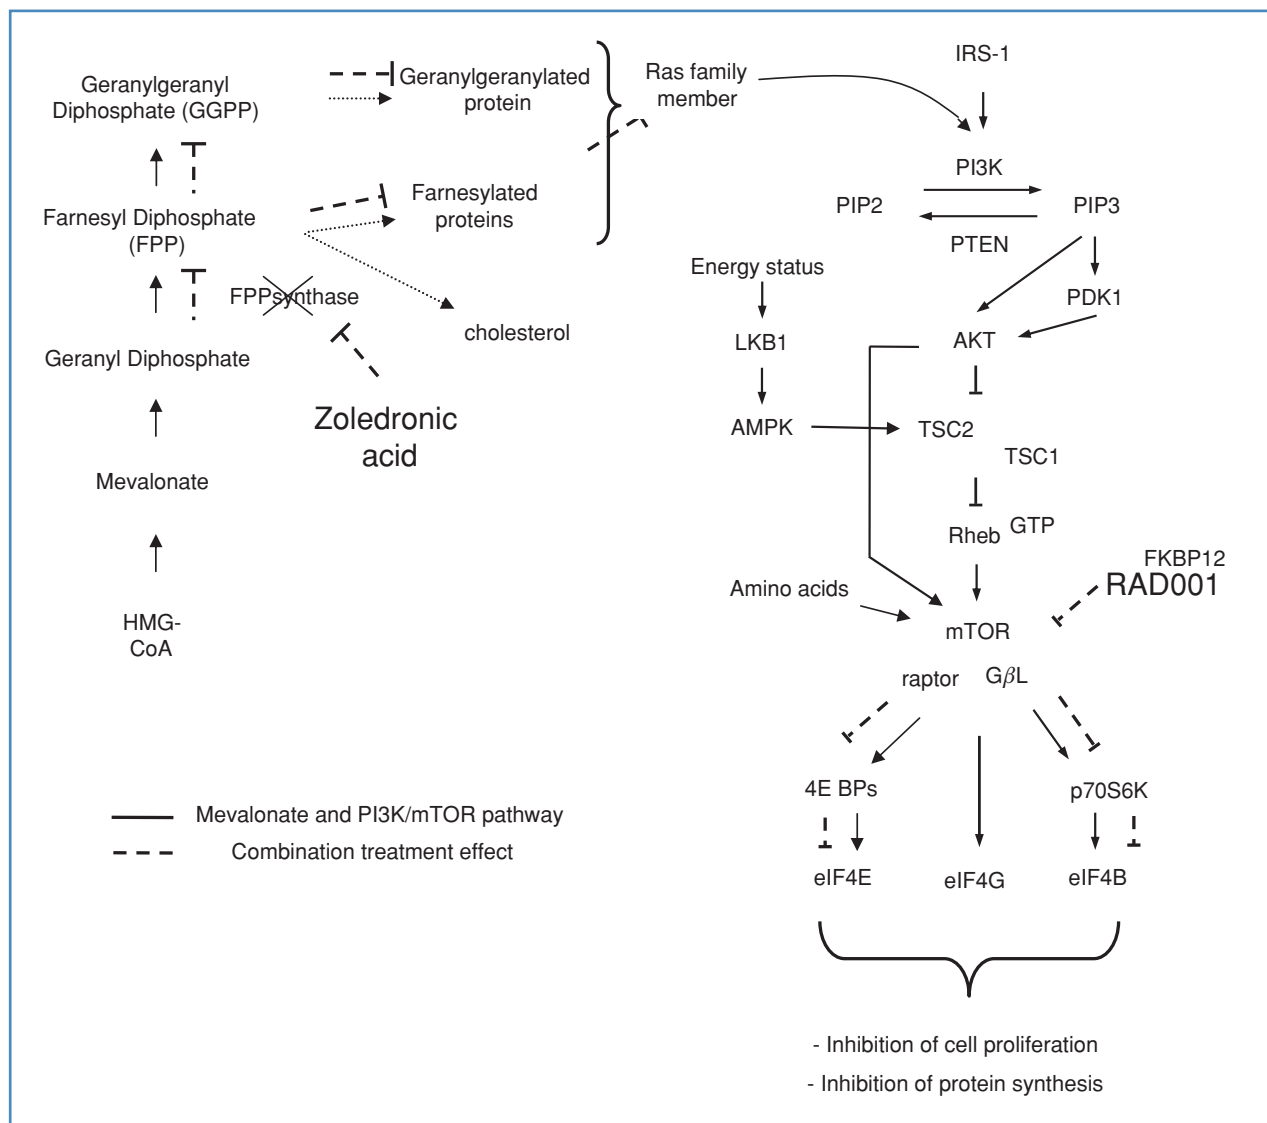 Geranylgeranyl
Diphosphate (GGPP)
Geranylgeranylated
protein
Ras family
member
IRS-1
PI3K
PIP2
PIP3
PTEN
Farnesyl Diphosphate
(FPP)
Farnesylated
proteins
FPPsynthase
cholesterol
Energy status
PDK1
LKB1
AKT
Geranyl Diphosphate
Zoledronic
acid
AMPK
TSC2
TSC1
Mevalonate
Rheb
GTP
FKBP12
RAD001
Amino acids
HMG-
CoA
mTOR
raptor
GβL
4E BPs
p70S6K
Mevalonate and PI3K/mTOR pathway
Combination treatment effect
eIF4E
eIF4G
eIF4B
- Inhibition of cell proliferation
- Inhibition of protein synthesis